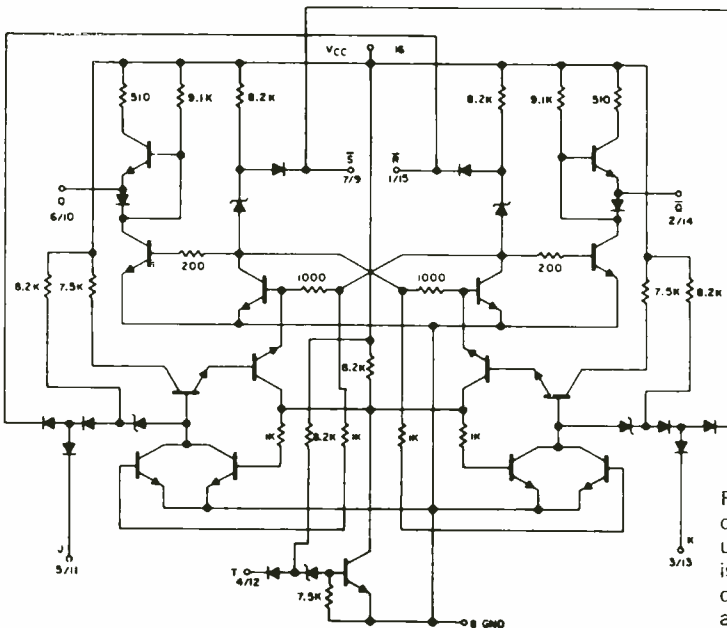 VCC 16
510 9.1K 8.2K 8.2K 9.1K 510
S R
7/9 1/15
Q Q
6/10 2/14
200 1000 1000 200
8.2K 7.5K 7.5K 8.2K
8.2K
1K 8.2K 1K 1K 1K
J K
5/11 3/13
T
4/12
7.5K
8 GND